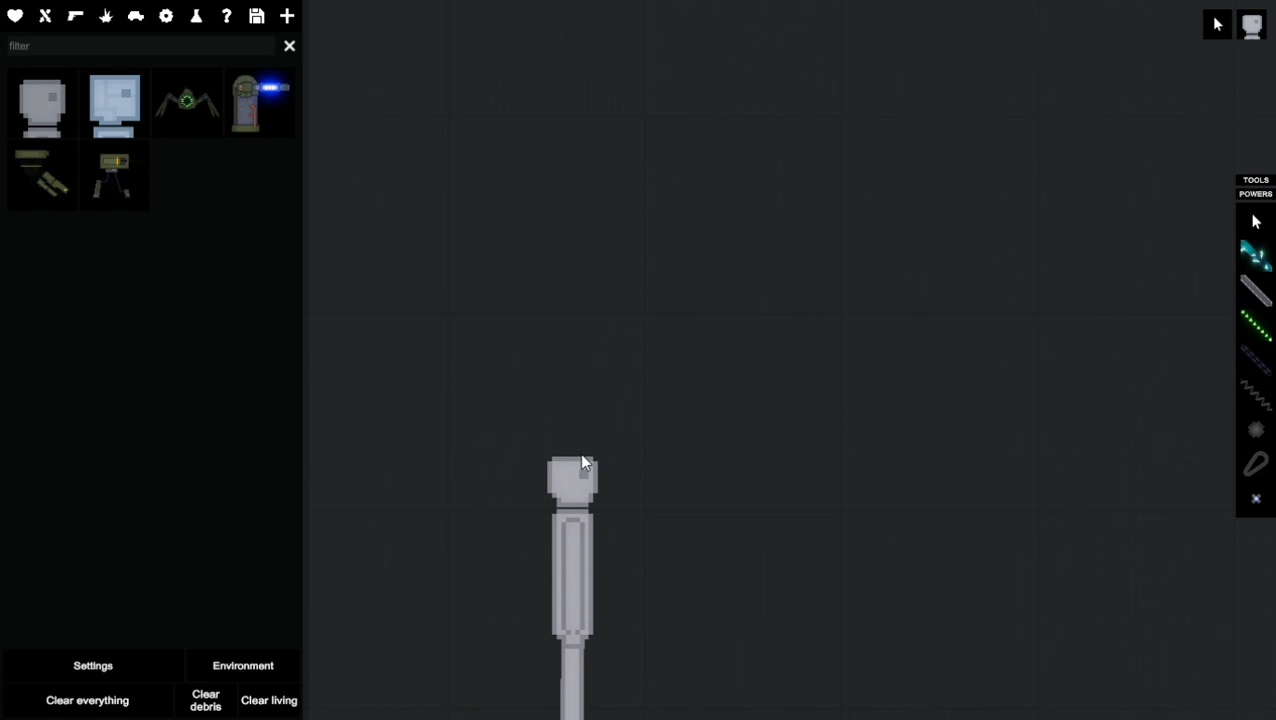 filter
TOOLS
POWERS
Settings
Environment
Clear everything
Clear
debris
Clear living